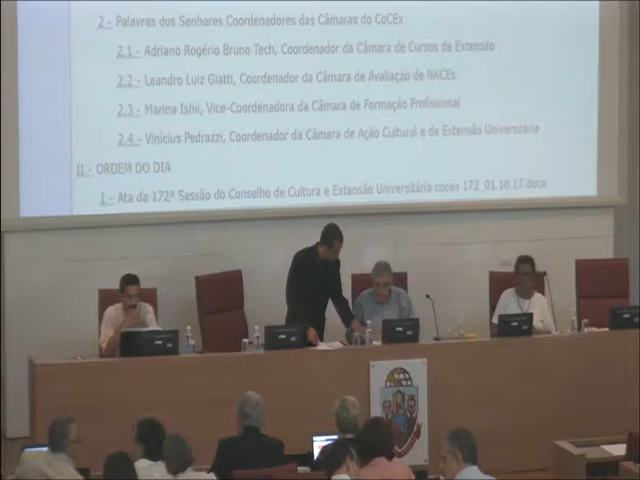 2 - Palavras dos Senhores Coordenadores das Câmaras do CoCEx
2.1 - Adriano Rogério Bruno Tech, Coordenador da Câmara de Cursos de Extensão
2.2 - Leandro Luiz Giatti, Coordenador da Câmara de Avaliação de NACEs
2.3 - Marina Ishii, Vice-Coordenadora da Câmara de Formação Profissional
2.4 - Vinicius Pedrazzi, Coordenador da Câmara de Ação Cultural e de Extensão Universitária
II - ORDEM DO DIA
1 - Ata da 172ª Sessão do Conselho de Cultura e Extensão Universitária cocex 172_01.10.17.docx